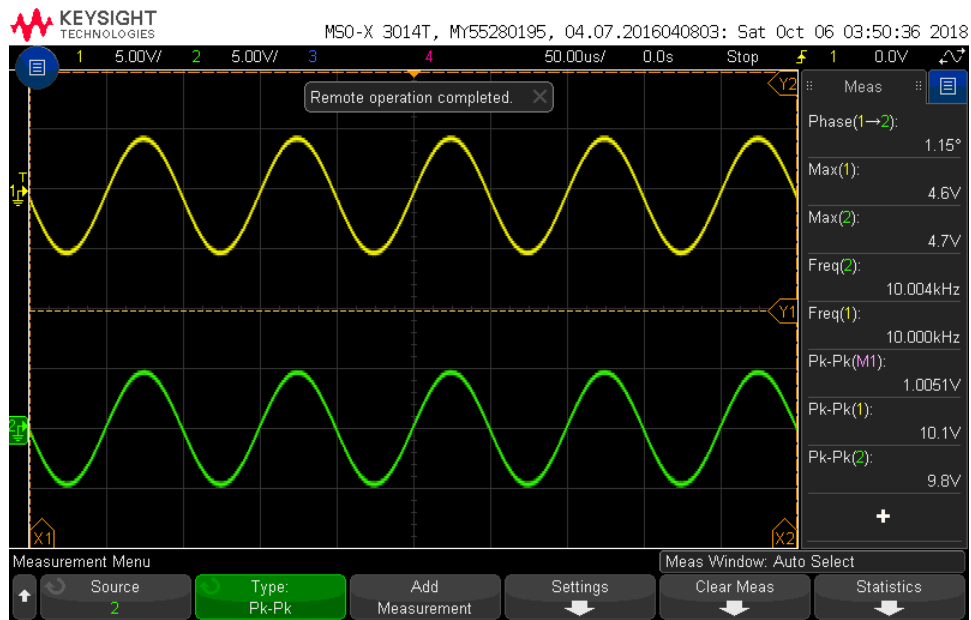 KEYSIGHT
TECHNOLOGIES
MSO-X 3014T, MY55280195, 04.07.2016040803: Sat Oct 06 03:50:36 2018
1 5.00V/ 2 5.00V/ 3 4 50.00us/ 0.0s Stop 1 0.0V
Remote operation completed.
Y2
Meas
Phase(1→2):
1.15°
Max(1):
4.6V
T
1
Max(2):
4.7V
Freq(2):
10.004kHz
Freq(1):
Y1
10.000kHz
Pk-Pk(M1):
1.0051V
Pk-Pk(1):
10.1V
2
Pk-Pk(2):
9.8V
+
X1 X2
Measurement Menu
Meas Window: Auto Select
Source
2
Type:
Pk-Pk
Add
Measurement
Settings
Clear Meas
Statistics